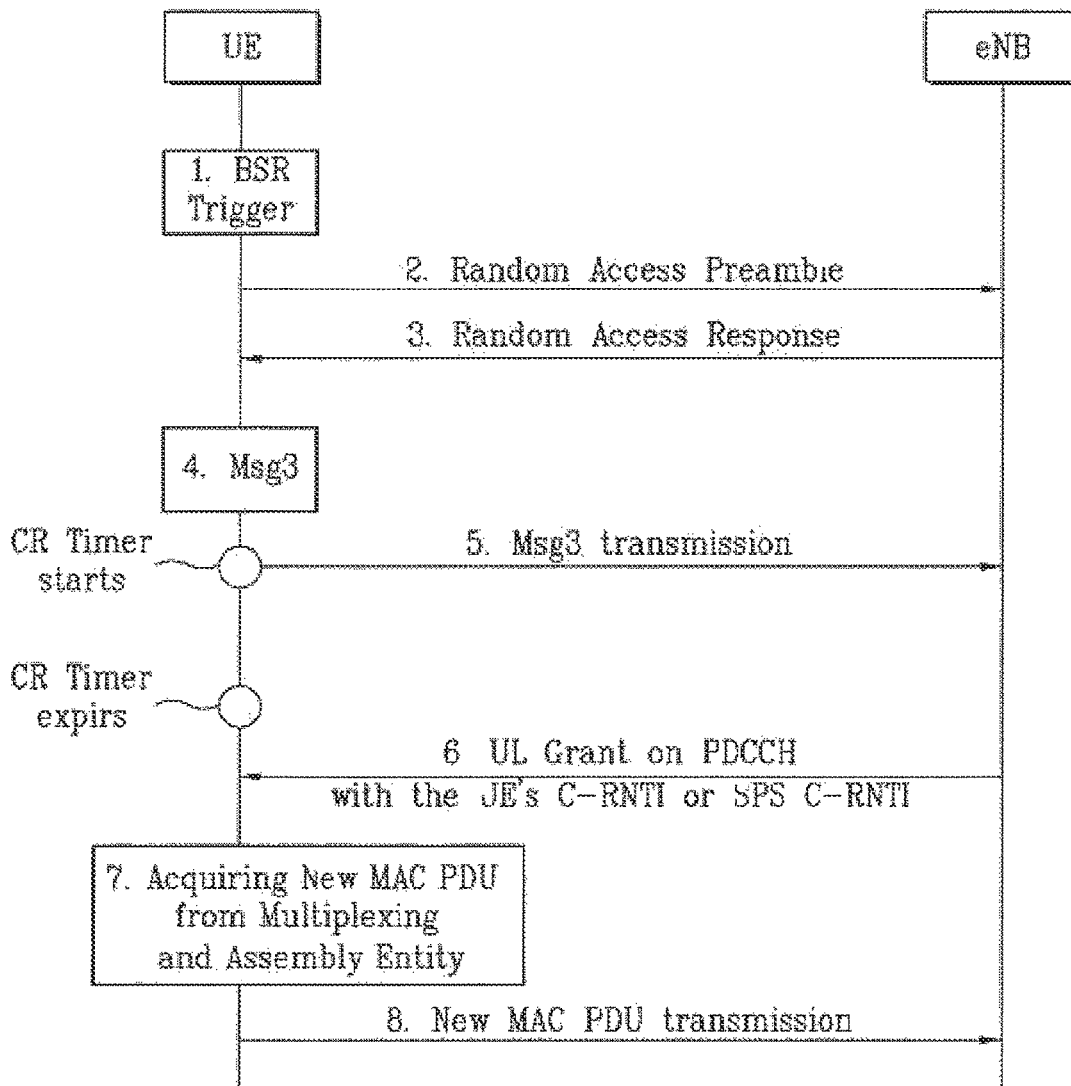 UE
eNB
1. BSR
Trigger
2. Random Access Preamble
3. Random Access Response
4. Msg3
CR Timer
starts
5. Msg3 transmission
CR Timer
expirs
6 UL Grant on PDCCH
with the UE's C-RNTI or SPS C-RNTI
7. Acquiring New MAC PDU
from Multiplexing
and Assembly Entity
8. New MAC PDU transmission